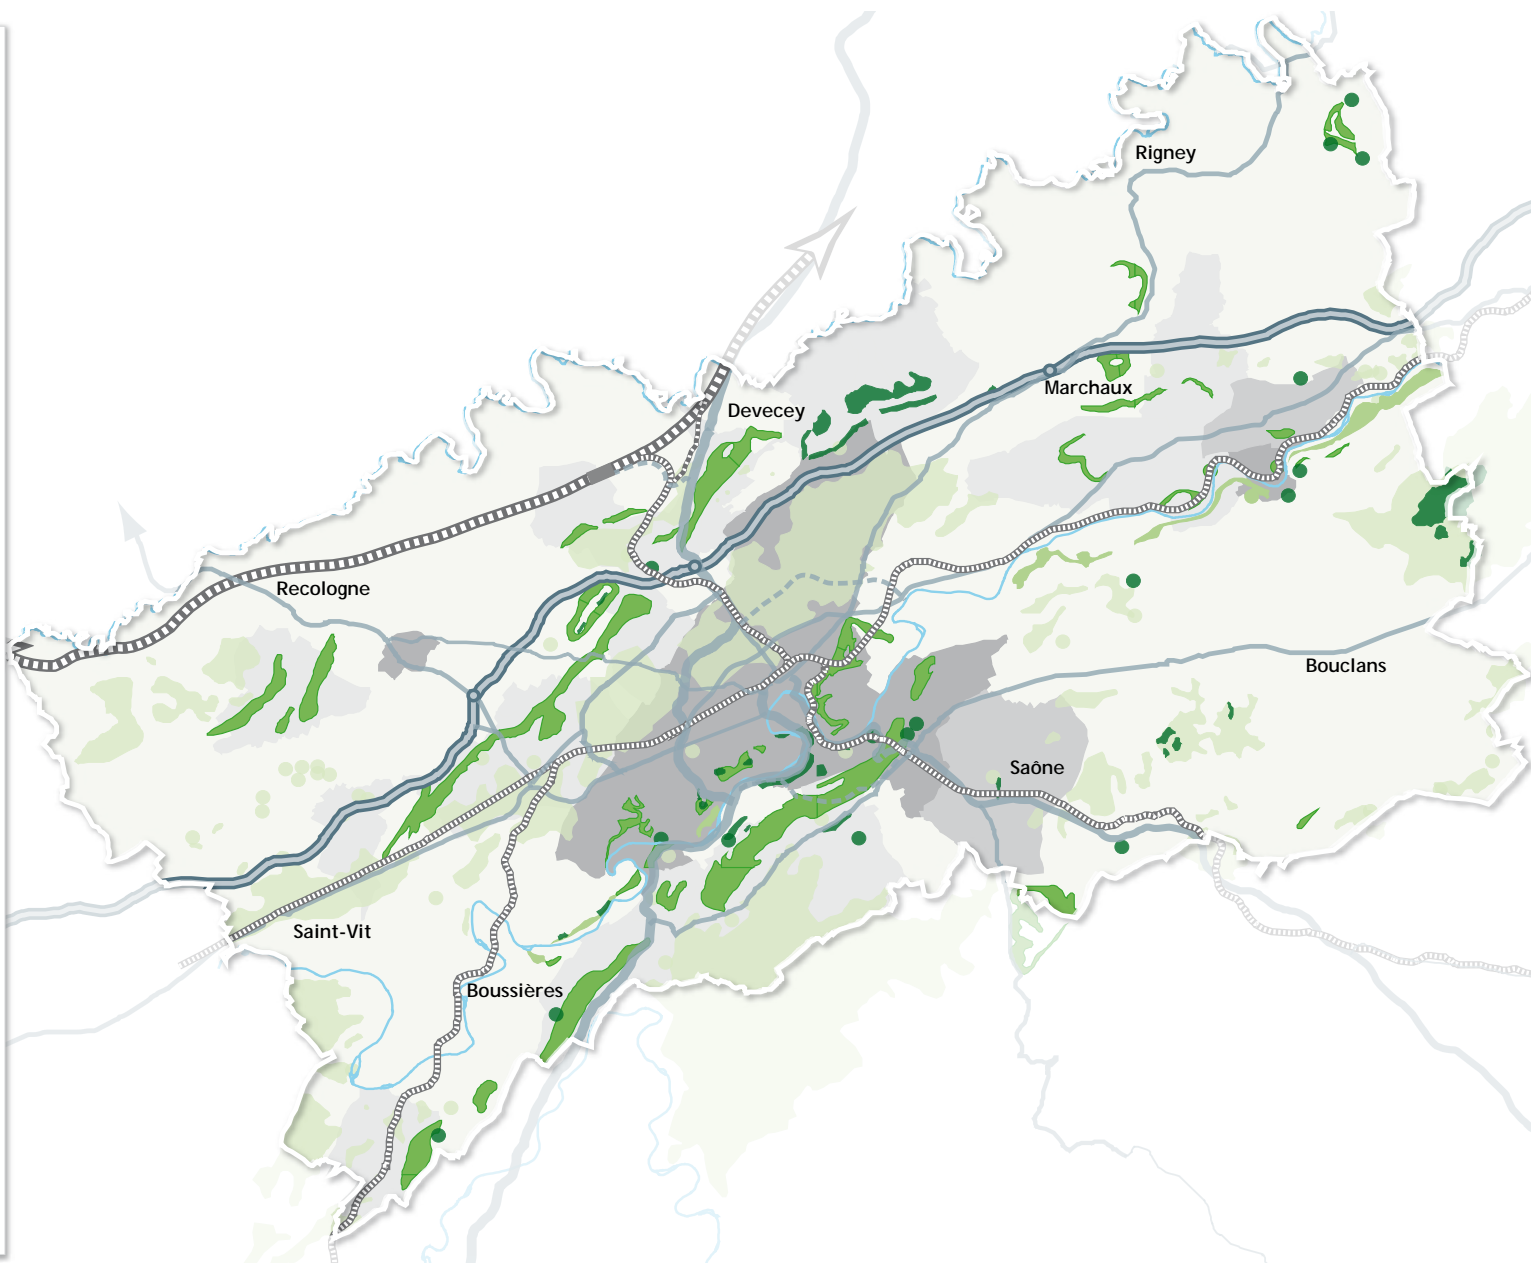 Rigney
Marchaux
Devecey
Recologne
Bouclans
Saône
Saint-Vit
Boussières